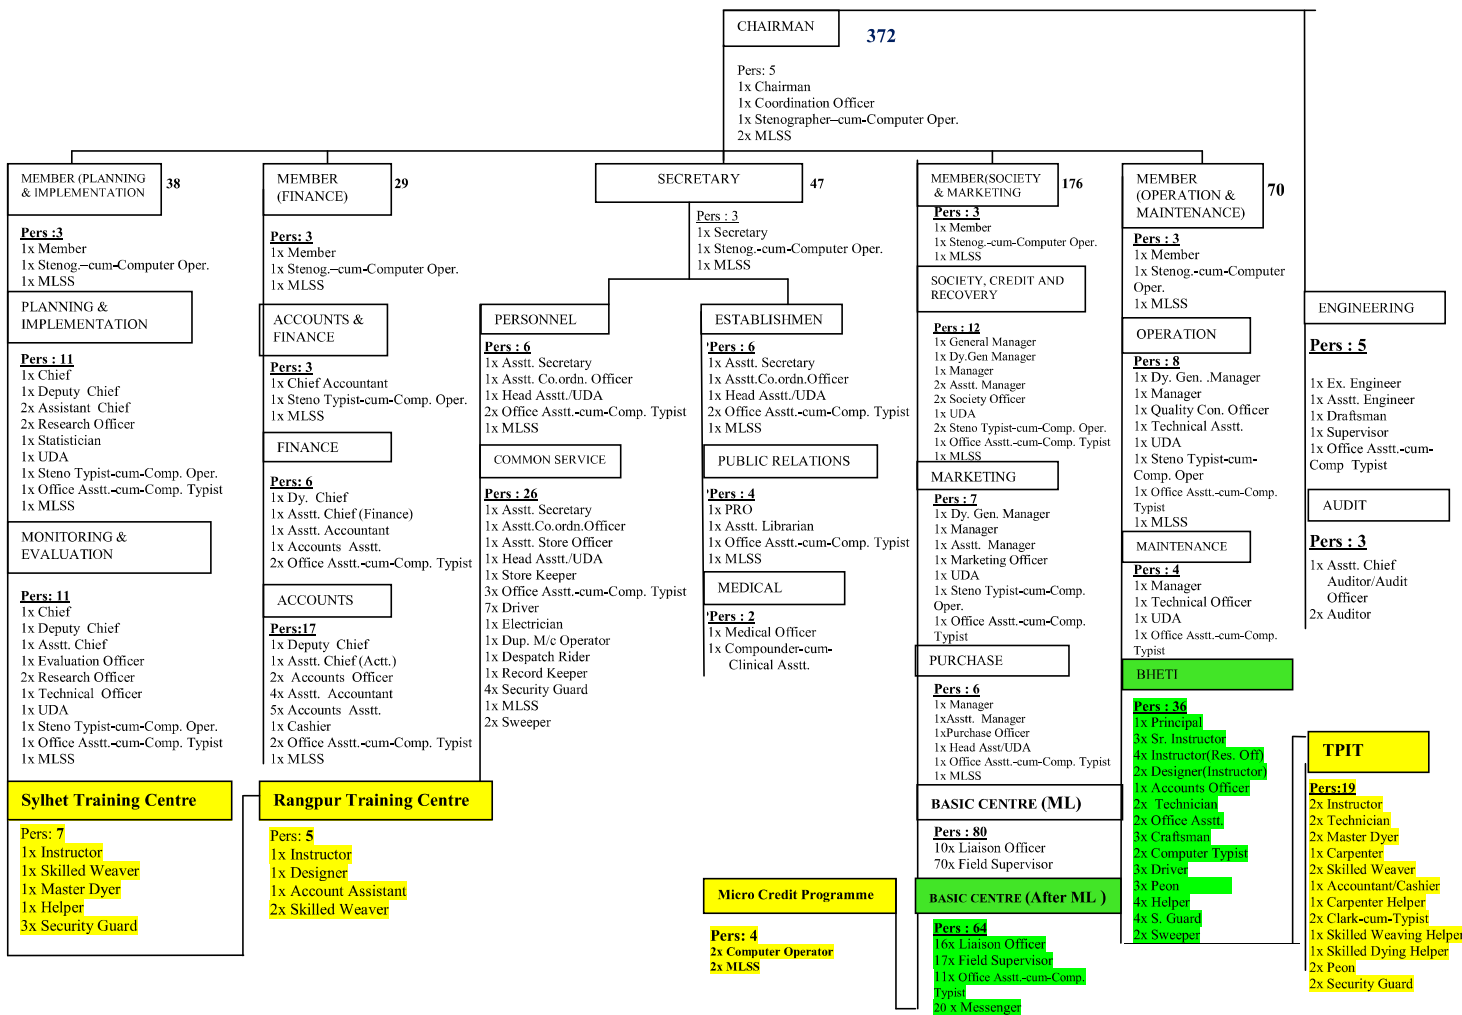 CHAIRMAN
372
Pers: 5
1x Chairman
1x Coordination Officer
1x Stenographer–cum-Computer Oper.
2x MLSS
MEMBER (PLANNING
& IMPLEMENTATION
38
Pers :3
1x Member
1x Stenog.–cum-Computer Oper.
1x MLSS
PLANNING &
IMPLEMENTATION
Pers : 11
1x Chief
1x Deputy Chief
2x Assistant Chief
2x Research Officer
1x Statistician
1x UDA
1x Steno Typist-cum-Comp. Oper.
1x Office Asstt.-cum-Comp. Typist
1x MLSS
MONITORING &
EVALUATION
Pers: 11
1x Chief
1x Deputy Chief
1x Asstt. Chief
1x Evaluation Officer
2x Research Officer
1x Technical Officer
1x UDA
1x Steno Typist-cum-Comp. Oper.
1x Office Asstt.-cum-Comp. Typist
1x MLSS
Sylhet Training Centre
Pers: 7
1x Instructor
1x Skilled Weaver
1x Master Dyer
1x Helper
3x Security Guard
MEMBER
(FINANCE)
29
Pers: 3
1x Member
1x Stenog.–cum-Computer Oper.
1x MLSS
ACCOUNTS &
FINANCE
Pers: 3
1x Chief Accountant
1x Steno Typist-cum-Comp. Oper.
1x MLSS
FINANCE
Pers: 6
1x Dy. Chief
1x Asstt. Chief (Finance)
1x Asstt. Accountant
1x Accounts Asstt.
2x Office Asstt.-cum-Comp. Typist
ACCOUNTS
Pers:17
1x Deputy Chief
1x Asstt. Chief (Actt.)
2x Accounts Officer
4x Asstt. Accountant
5x Accounts Asstt.
1x Cashier
2x Office Asstt.-cum-Comp. Typist
1x MLSS
Rangpur Training Centre
Pers: 5
1x Instructor
1x Designer
1x Account Assistant
2x Skilled Weaver
SECRETARY
47
Pers : 3
1x Secretary
1x Stenog.-cum-Computer Oper.
1x MLSS
PERSONNEL
Pers : 6
1x Asstt. Secretary
1x Asstt. Co.ordn. Officer
1x Head Asstt./UDA
2x Office Asstt.-cum-Comp. Typist
1x MLSS
COMMON SERVICE
Pers : 26
1x Asstt. Secretary
1x Asstt.Co.ordn.Officer
1x Asstt. Store Officer
1x Head Asstt./UDA
1x Store Keeper
3x Office Asstt.-cum-Comp. Typist
7x Driver
1x Electrician
1x Dup. M/c Operator
1x Despatch Rider
1x Record Keeper
4x Security Guard
1x MLSS
2x Sweeper
ESTABLISHMEN
'Pers : 6
1x Asstt. Secretary
1x Asstt.Co.ordn.Officer
1x Head Asstt./UDA
2x Office Asstt.-cum-Comp. Typist
1x MLSS
PUBLIC RELATIONS
Pers : 4
1x PRO
1x Asstt. Librarian
1x Office Asstt.-cum-Comp. Typist
1x MLSS
MEDICAL
'Pers : 2
1x Medical Officer
1x Compounder-cum-
Clinical Asstt.
Micro Credit Programme
Pers: 4
2x Computer Operator
2x MLSS
MEMBER(SOCIETY
& MARKETING
176
Pers : 3
1x Member
1x Stenog.-cum-Computer Oper.
1x MLSS
SOCIETY, CREDIT AND
RECOVERY
Pers : 12
1x General Manager
1x Dy.Gen Manager
1x Manager
2x Asstt. Manager
2x Society Officer
1x UDA
2x Steno Typist-cum-Comp. Oper.
1x Office Asstt.-cum-Comp. Typist
1x MLSS
MARKETING
Pers : 7
1x Dy. Gen. Manager
1x Manager
1x Asstt. Manager
1x Marketing Officer
1x UDA
1x Steno Typist-cum-Comp.
Oper.
1x Office Asstt.-cum-Comp.
Typist
PURCHASE
Pers : 6
1x Manager
1xAsstt. Manager
1xPurchase Officer
1x Head Asst/UDA
1x Office Asstt.-cum-Comp. Typist
1x MLSS
BASIC CENTRE (ML)
Pers : 80
10x Liaison Officer
70x Field Supervisor
BASIC CENTRE (After ML )
Pers : 64
16x Liaison Officer
17x Field Supervisor
11x Office Asstt.-cum-Comp.
Typist
20 x Messenger
MEMBER
(OPERATION &
MAINTENANCE)
70
Pers : 3
1x Member
1x Stenog.-cum-Computer
Oper.
1x MLSS
OPERATION
Pers : 8
1x Dy. Gen. .Manager
1x Manager
1x Quality Con. Officer
1x Technical Asstt.
1x UDA
1x Steno Typist-cum-
Comp. Oper
1x Office Asstt.-cum-Comp.
Typist
1x MLSS
MAINTENANCE
Pers : 4
1x Manager
1x Technical Officer
1x UDA
1x Office Asstt.-cum-Comp.
Typist
BHETI
Pers : 36
1x Principal
3x Sr. Instructor
4x Instructor(Res. Off)
2x Designer(Instructor)
1x Accounts Officer
2x Technician
2x Office Asstt.
3x Craftsman
2x Computer Typist
3x Driver
3x Peon
4x Helper
4x S. Guard
2x Sweeper
ENGINEERING
Pers : 5
1x Ex. Engineer
1x Asstt. Engineer
1x Draftsman
1x Supervisor
1x Office Asstt.-cum-
Comp Typist
AUDIT
Pers : 3
1x Asstt. Chief
Auditor/Audit
Officer
2x Auditor
TPIT
Pers:19
2x Instructor
2x Technician
2x Master Dyer
1x Carpenter
2x Skilled Weaver
1x Accountant/Cashier
1x Carpenter Helper
2x Clark-cum-Typist
1x Skilled Weaving Helper
1x Skilled Dying Helper
2x Peon
2x Security Guard